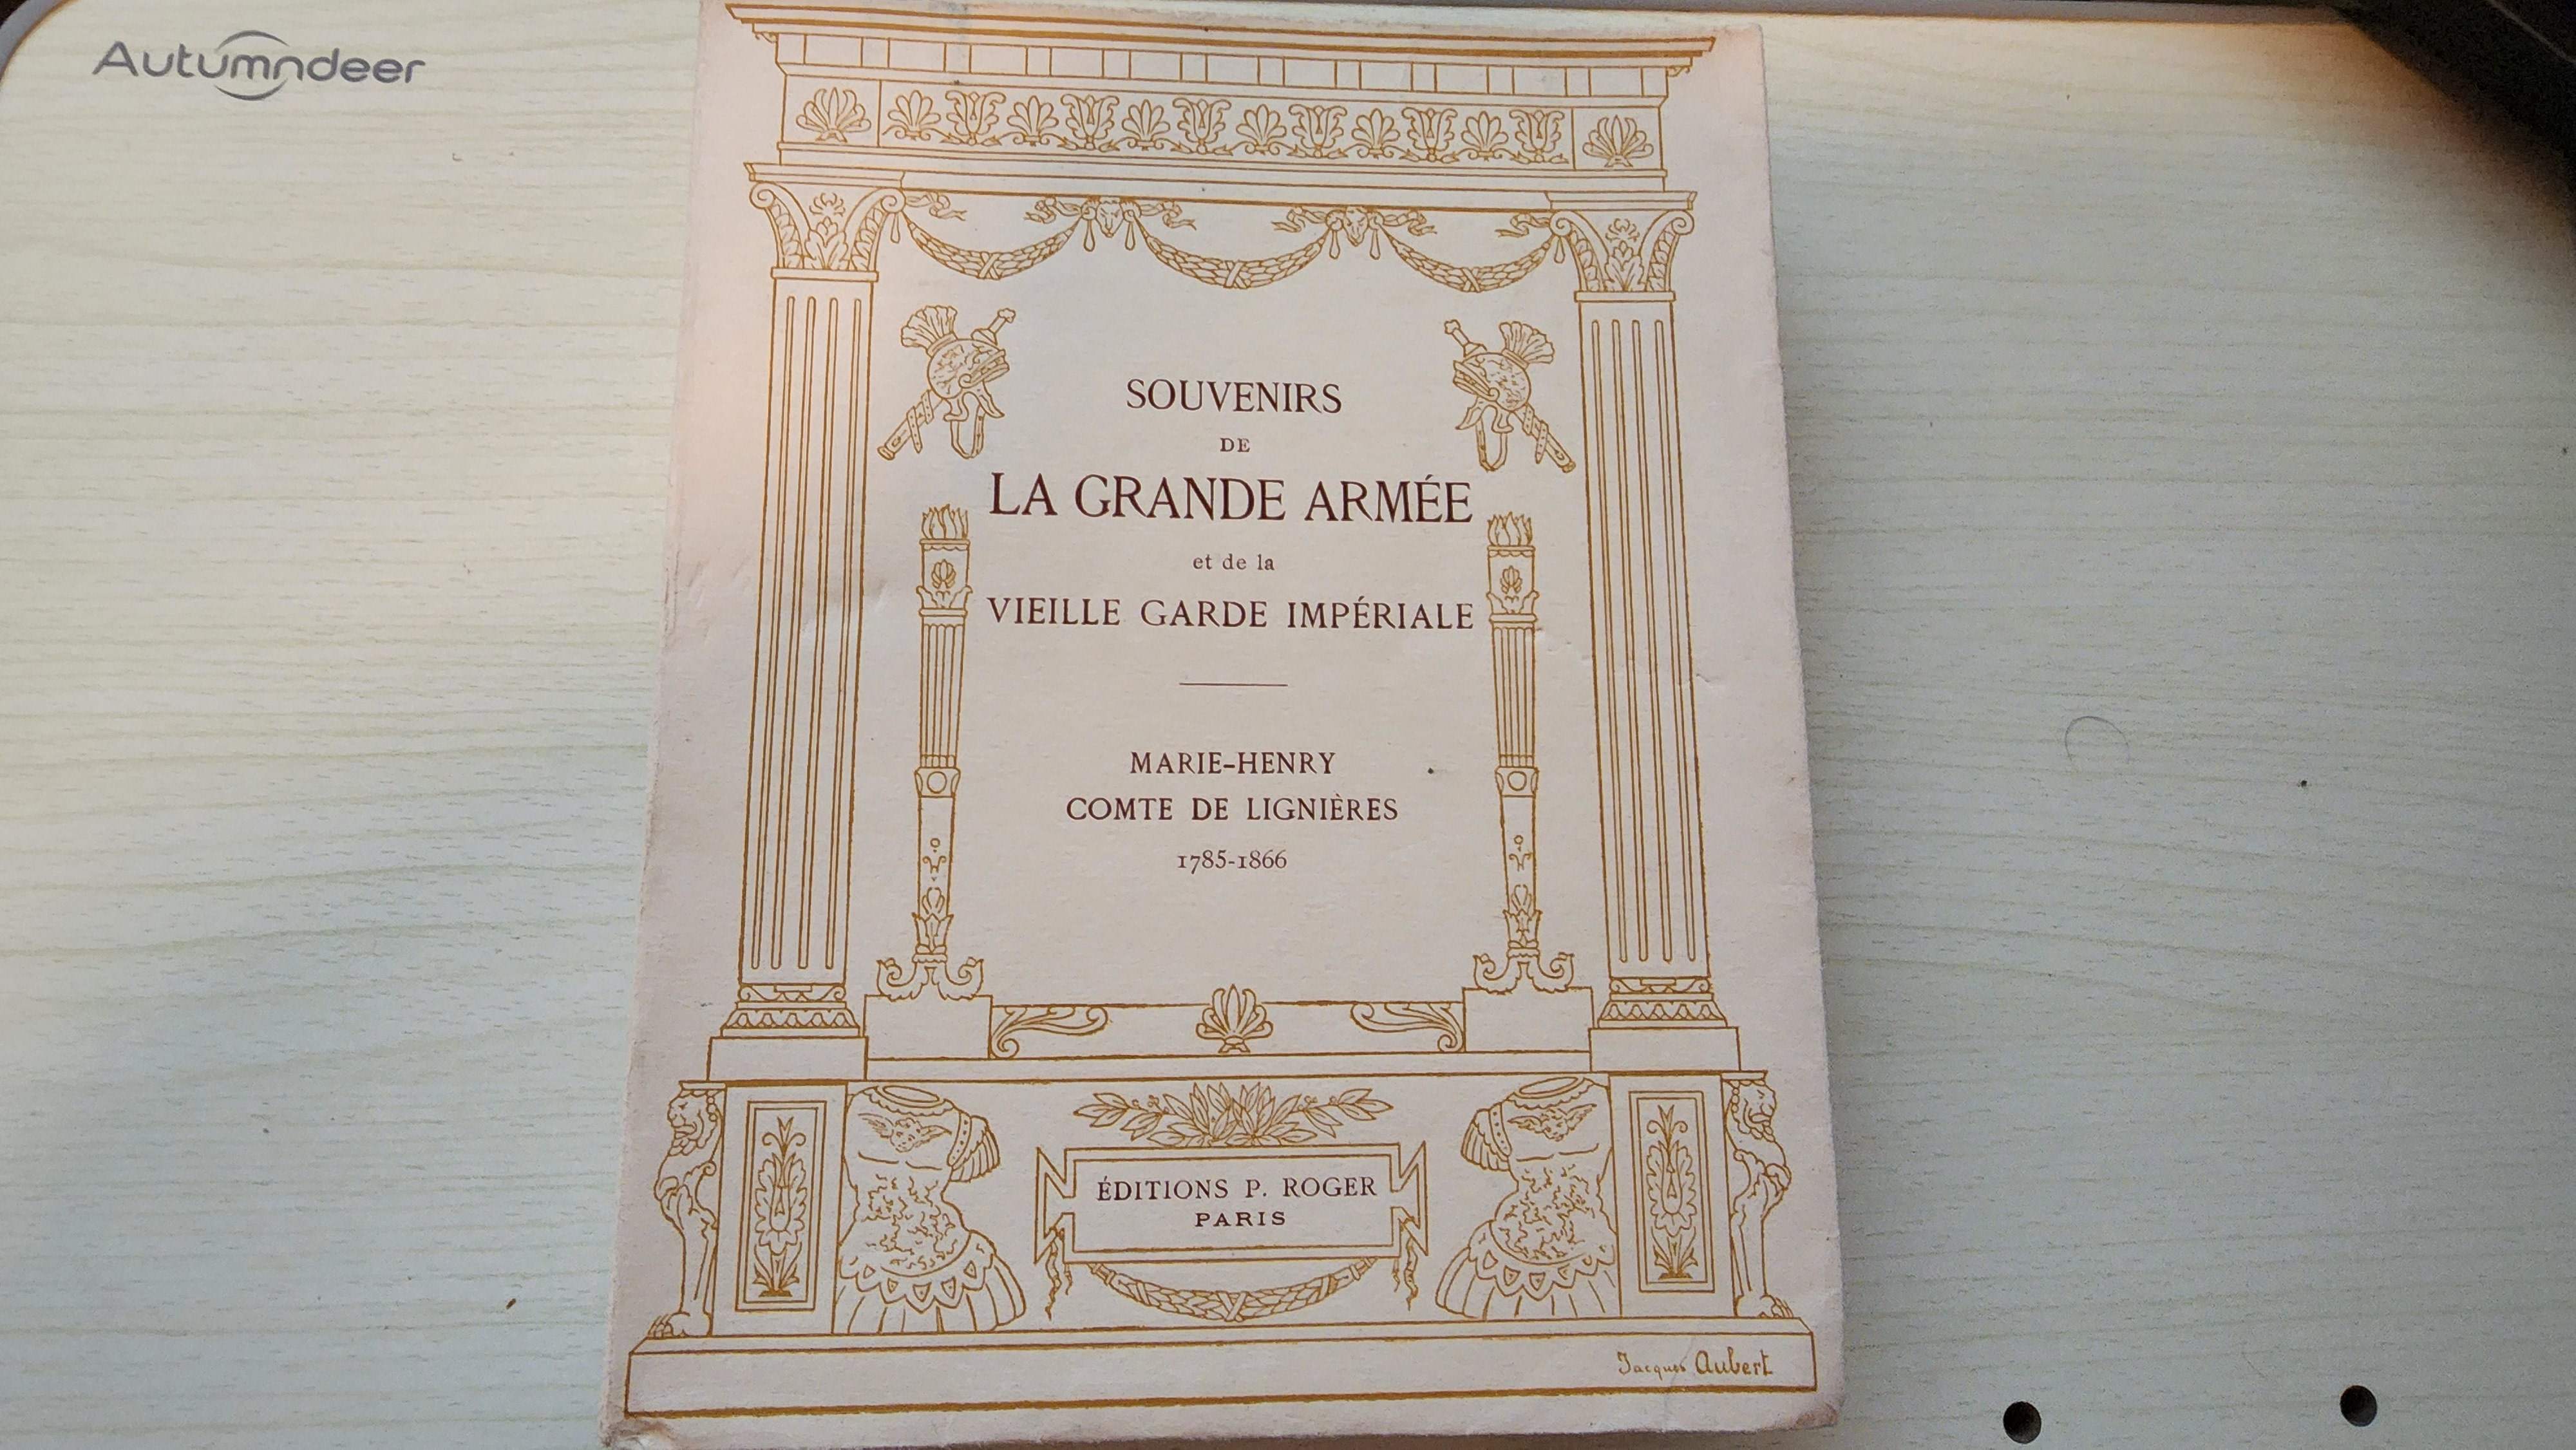 Autumndeer
SOUVENIRS
DE
LA GRANDE ARMÉE
et de la
VIEILLE GARDE IMPÉRIALE
MARIE-HENRY
COMTE DE LIGNIÈRES
1785-1866
ÉDITIONS P. ROGER
PARIS
Jacques Aubert